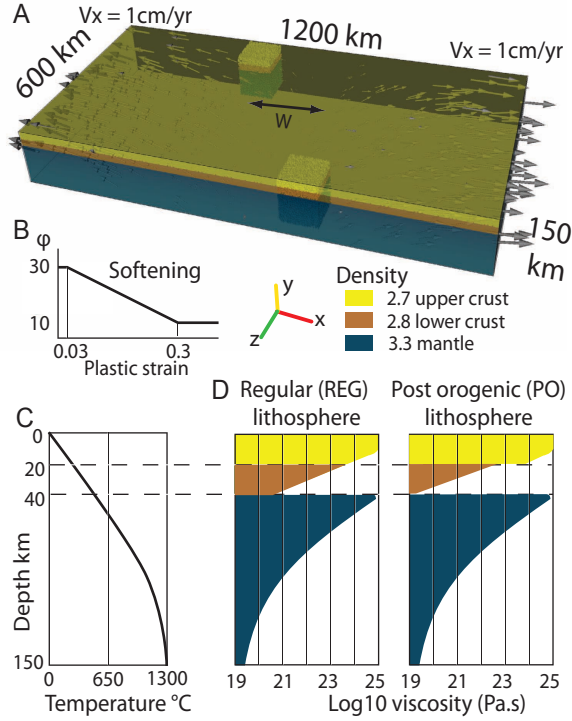 A
Vx = 1cm/yr
1200 km
Vx = 1cm/yr
600 km
W
150 km
B
φ
30
10
Softening
0.03
0.3
Plastic strain
y
x
z
Density
2.7 upper crust
2.8 lower crust
3.3 mantle
C
D
Regular (REG)
lithosphere
Post orogenic (PO)
lithosphere
0
20
40
150
Depth km
0
650
1300
Temperature °C
19
21
23
25
19
21
23
25
Log10 viscosity (Pa.s)